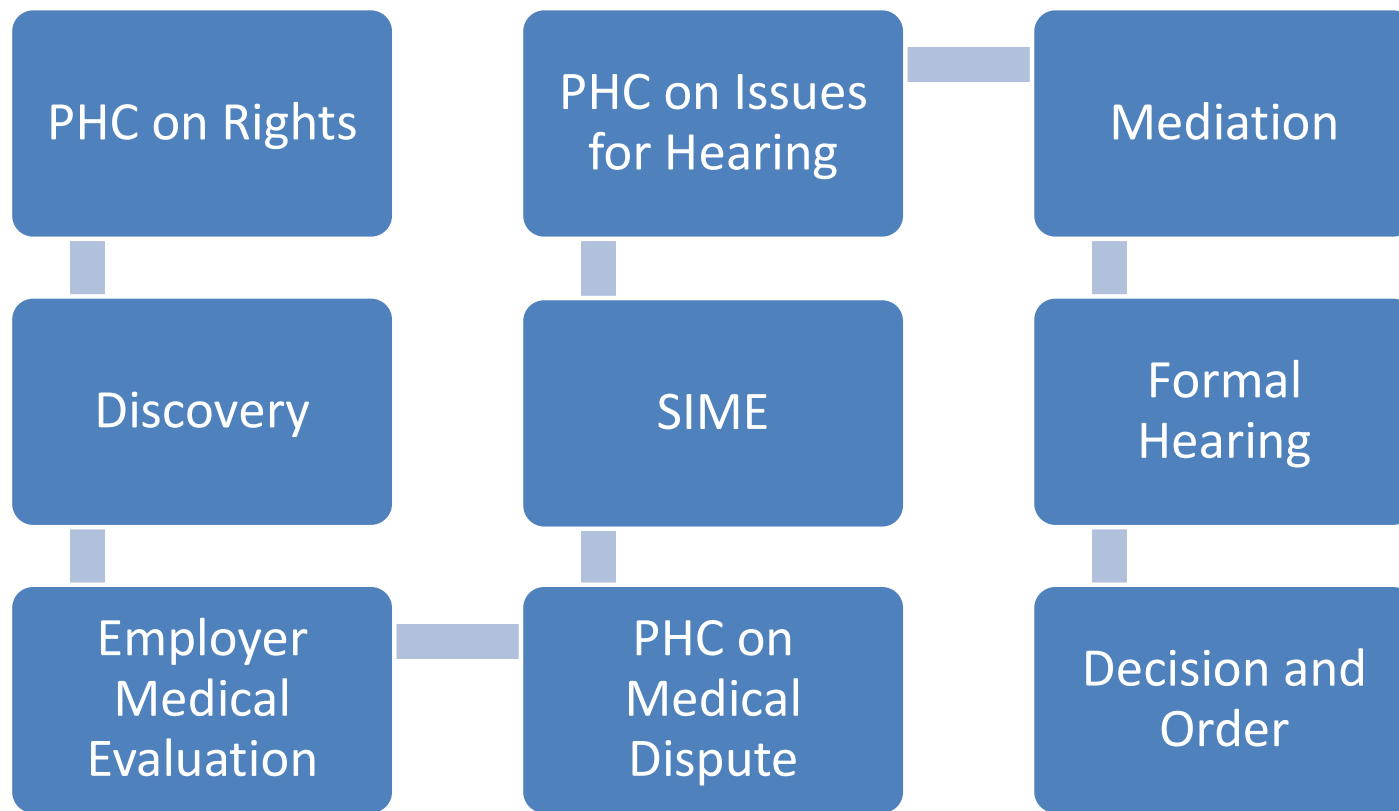 PHC on Rights
Discovery
Employer
Medical
Evaluation
PHC on
Medical
Dispute
SIME
PHC on Issues
for Hearing
Mediation
Formal
Hearing
Decision and
Order